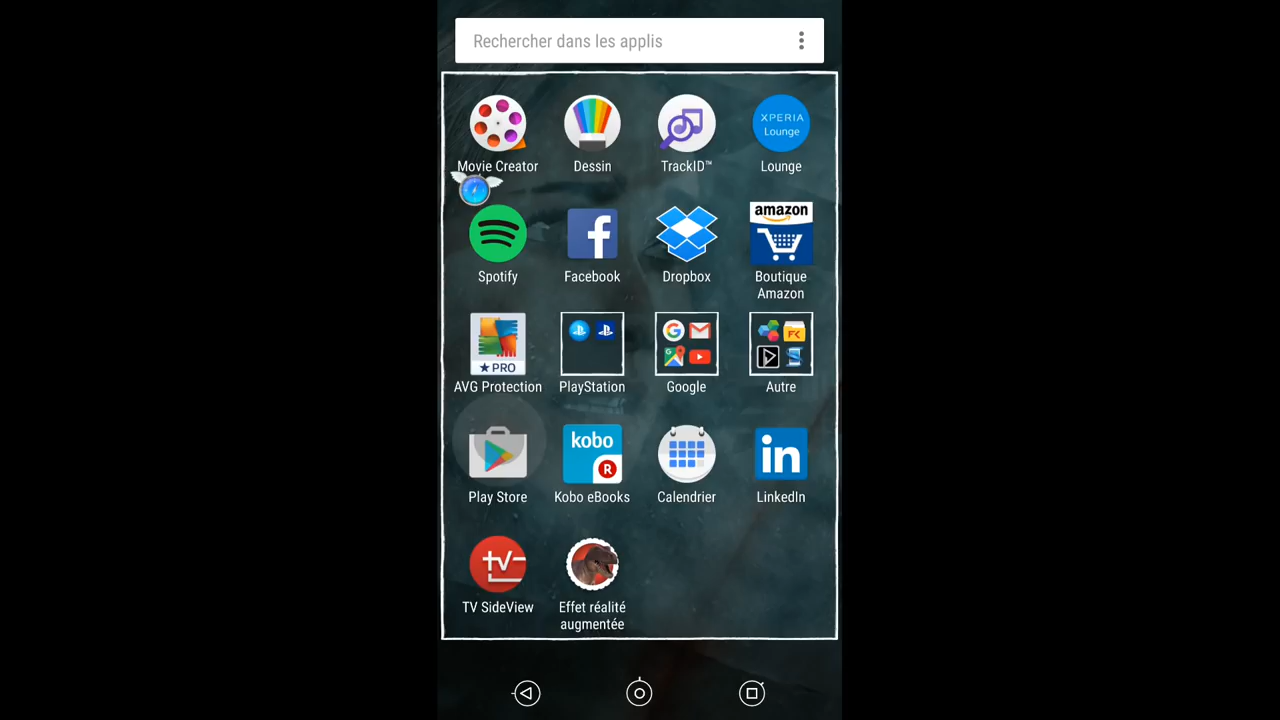 Rechercher dans les applis
XPERIA
Lounge
Movie Creator
Dessin
TrackID™
Lounge
amazon
Spotify
Facebook
Dropbox
Boutique
Amazon
PRO
AVG Protection
PlayStation
Google
Autre
kobo
R
in
Play Store
Kobo eBooks
Calendrier
LinkedIn
tv
TV SideView
Effet réalité
augmentée